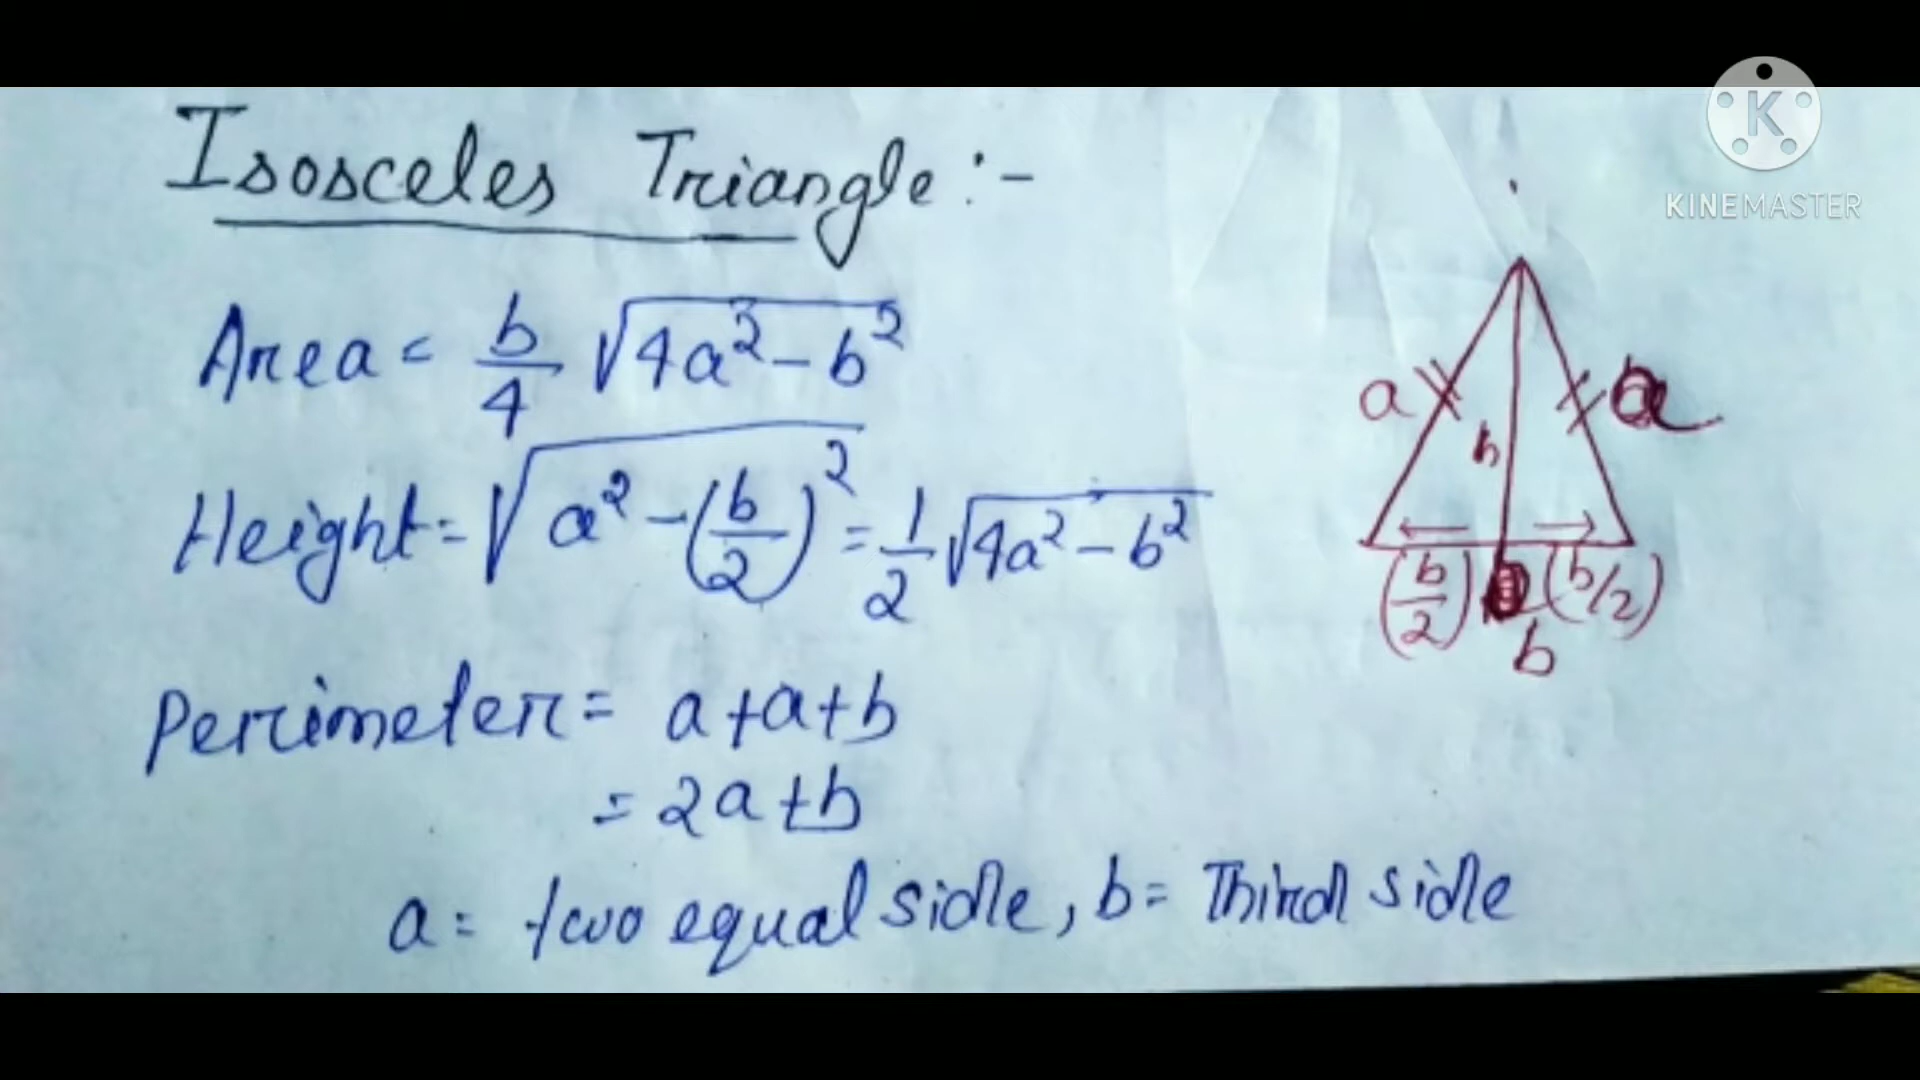 Isosceles Triangle :-
Area = b/4 √(4a² - b²)
Height = √(a² - (b/2)²) = 1/2 √(4a² - b²)
Perimeter = a+a+b
= 2a+b
a = two equal side, b = Third side
a
a
h
(b/2) (b/2)
b
K
KINEMASTER